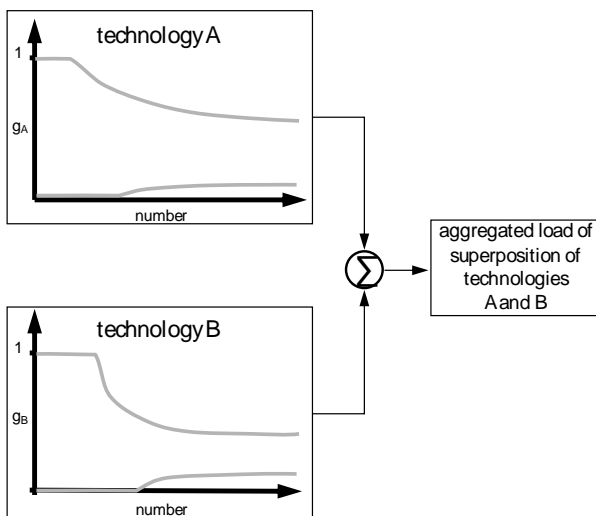 technology A
1
gA
number
technology B
1
gB
number
Σ
aggregated load of
superposition of
technologies
A and B